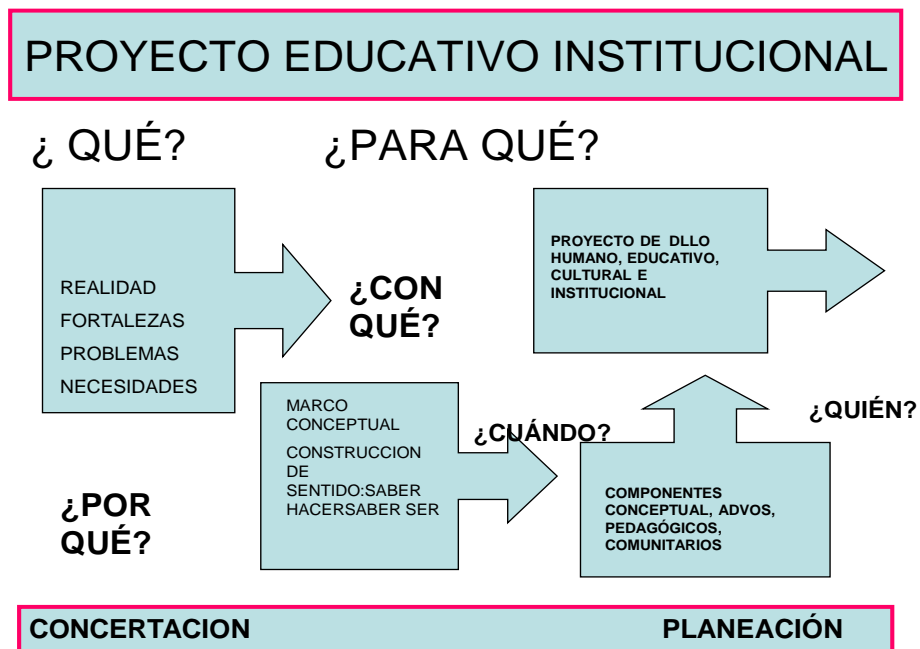 PROYECTO EDUCATIVO INSTITUCIONAL
¿ QUÉ?
¿PARA QUÉ?
REALIDAD
FORTALEZAS
PROBLEMAS
NECESIDADES
¿CON
QUÉ?
PROYECTO DE DLLO
HUMANO, EDUCATIVO,
CULTURAL E
INSTITUCIONAL
¿POR
QUÉ?
MARCO
CONCEPTUAL
CONSTRUCCION
DE
SENTIDO:SABER
HACERSABER SER
¿CUÁNDO?
¿QUIÉN?
COMPONENTES
CONCEPTUAL, ADVOS,
PEDAGÓGICOS,
COMUNITARIOS
CONCERTACION PLANEACIÓN